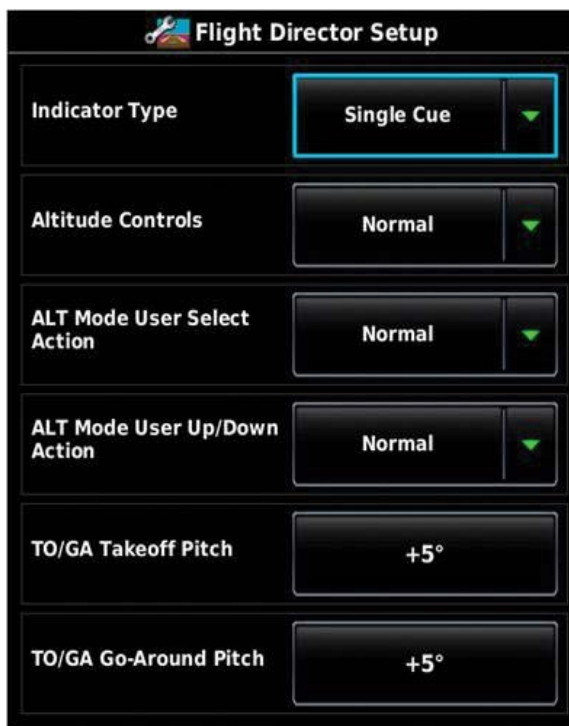 Flight Director Setup
Indicator Type
Single Cue
Altitude Controls
Normal
ALT Mode User Select
Action
Normal
ALT Mode User Up/Down
Action
Normal
TO/GA Takeoff Pitch
+5°
TO/GA Go-Around Pitch
+5°